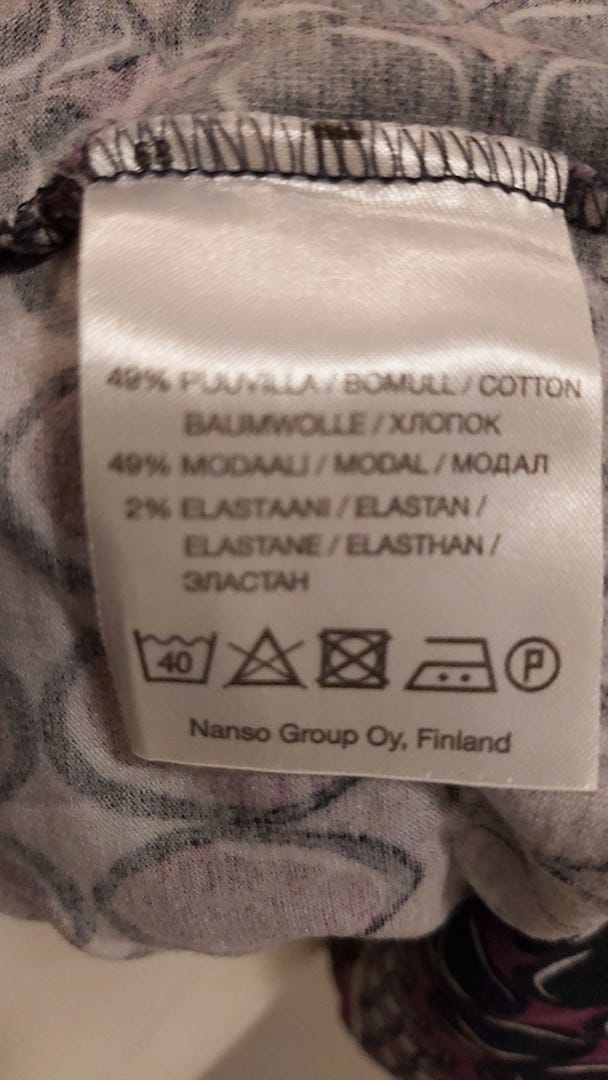 49% PUUVILLA / BOMULL / COTTON
BAUMWOLLE / ХЛОПОК
49% MODAALI / MODAL / МОДАЛ
2% ELASTAANI / ELASTAN /
ELASTANE / ELASTHAN /
ЭЛАСТАН
40 P
Nanso Group Oy, Finland